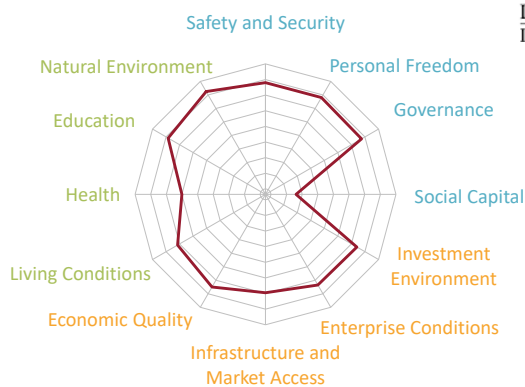 Safety and Security
Natural Environment
Personal Freedom
Education
Governance
Health
Social Capital
Investment
Environment
Living Conditions
Economic Quality
Enterprise Conditions
Infrastructure and
Market Access